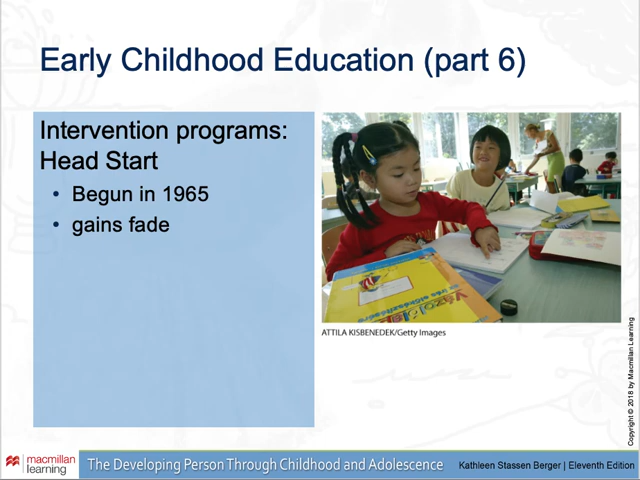 Early Childhood Education (part 6)
Intervention programs:
Head Start
• Begun in 1965
• gains fade
Vázolól
ATTILA KISBENEDEK/Getty Images
Copyright © 2018 by Macmillan Learning
macmillan
learning
The Developing Person Through Childhood and Adolescence
Kathleen Stassen Berger | Eleventh Edition